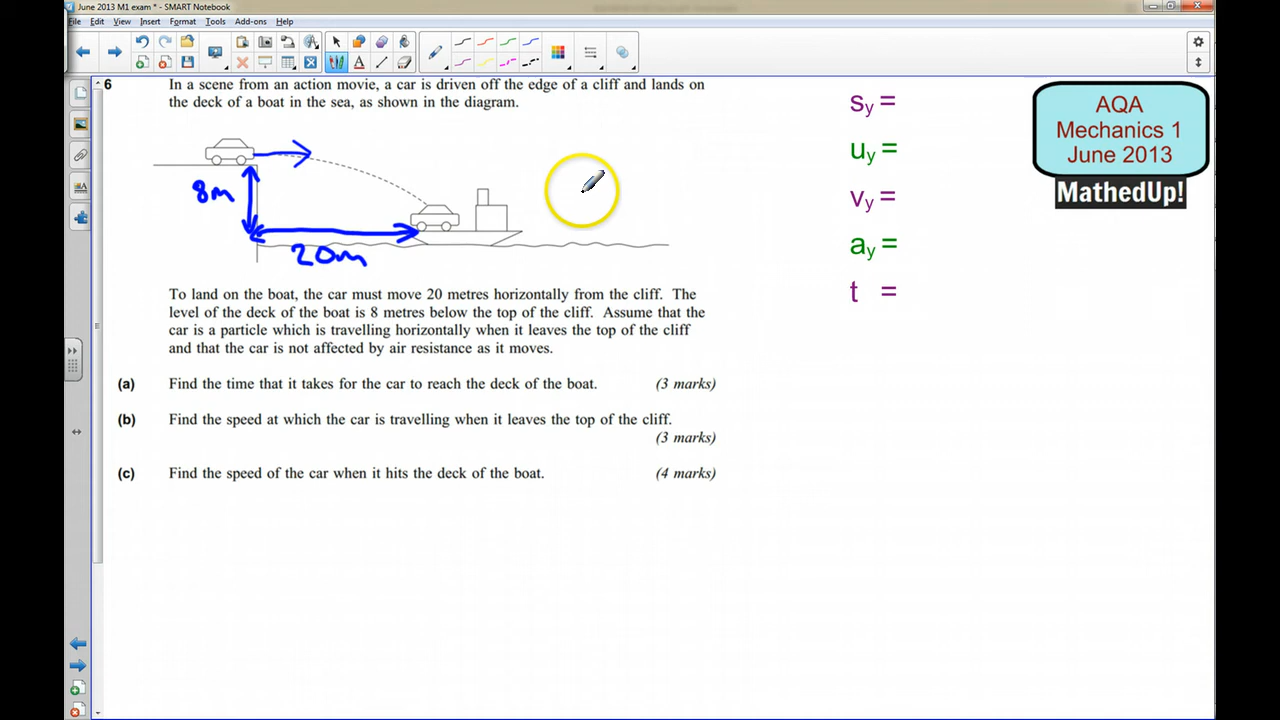 June 2013 M1 exam * - SMART Notebook
File Edit View Insert Format Tools Add-ons Help
6 In a scene from an action movie, a car is driven off the edge of a cliff and lands on
the deck of a boat in the sea, as shown in the diagram.
8m
20m
To land on the boat, the car must move 20 metres horizontally from the cliff. The
level of the deck of the boat is 8 metres below the top of the cliff. Assume that the
car is a particle which is travelling horizontally when it leaves the top of the cliff
and that the car is not affected by air resistance as it moves.
(a) Find the time that it takes for the car to reach the deck of the boat. (3 marks)
(b) Find the speed at which the car is travelling when it leaves the top of the cliff.
(3 marks)
(c) Find the speed of the car when it hits the deck of the boat. (4 marks)
sy =
uy =
vy =
ay =
t =
AQA
Mechanics 1
June 2013
MathedUp!